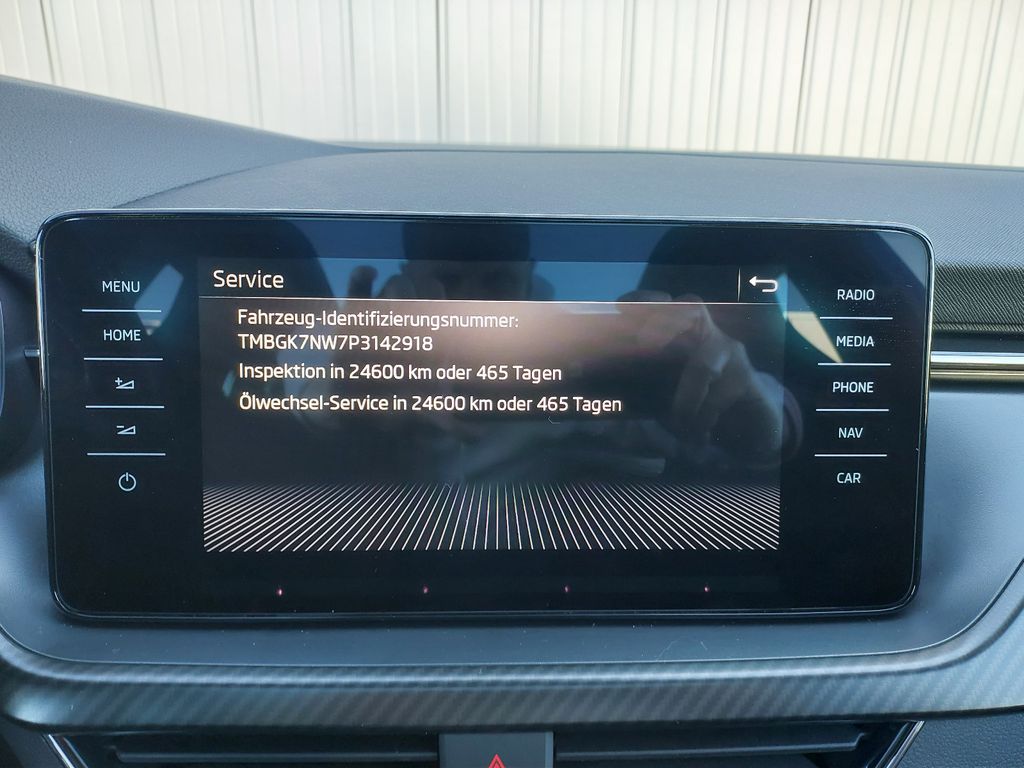 MENU
HOME
Service
Fahrzeug-Identifizierungsnummer:
TMBGK7NW7P3142918
Inspektion in 24600 km oder 465 Tagen
Ölwechsel-Service in 24600 km oder 465 Tagen
RADIO
MEDIA
PHONE
NAV
CAR